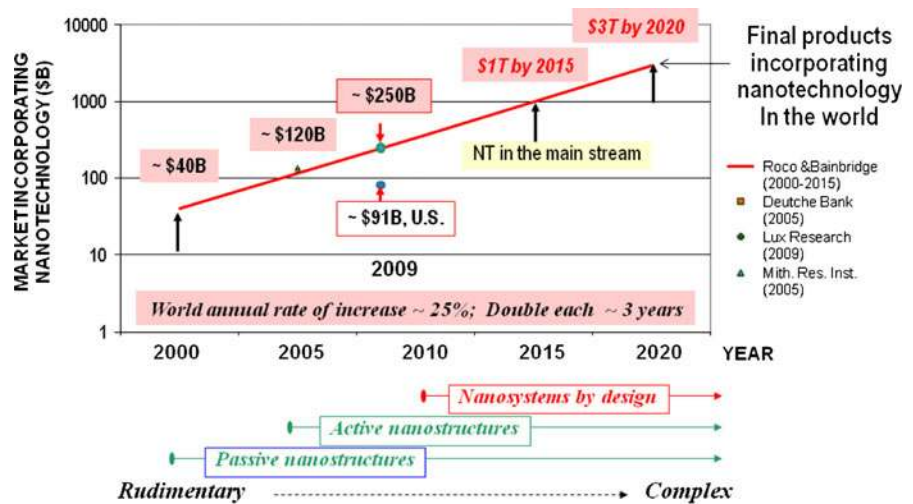 MARKET INCORPORATING
NANOTECHNOLOGY ($B)
10000
1000
100
10
1
~ $40B
~ $120B
~ $250B
$1T by 2015
$3T by 2020
NT in the main stream
~ $91B, U.S.
2009
World annual rate of increase ~ 25%; Double each ~ 3 years
2000
2005
2010
2015
2020
YEAR
Final products
incorporating
nanotechnology
In the world
Roco & Bainbridge
(2000-2015)
Deutche Bank
(2005)
Lux Research
(2009)
Mith. Res. Inst.
(2005)
Nanosystems by design
Active nanostructures
Passive nanostructures
Rudimentary
Complex